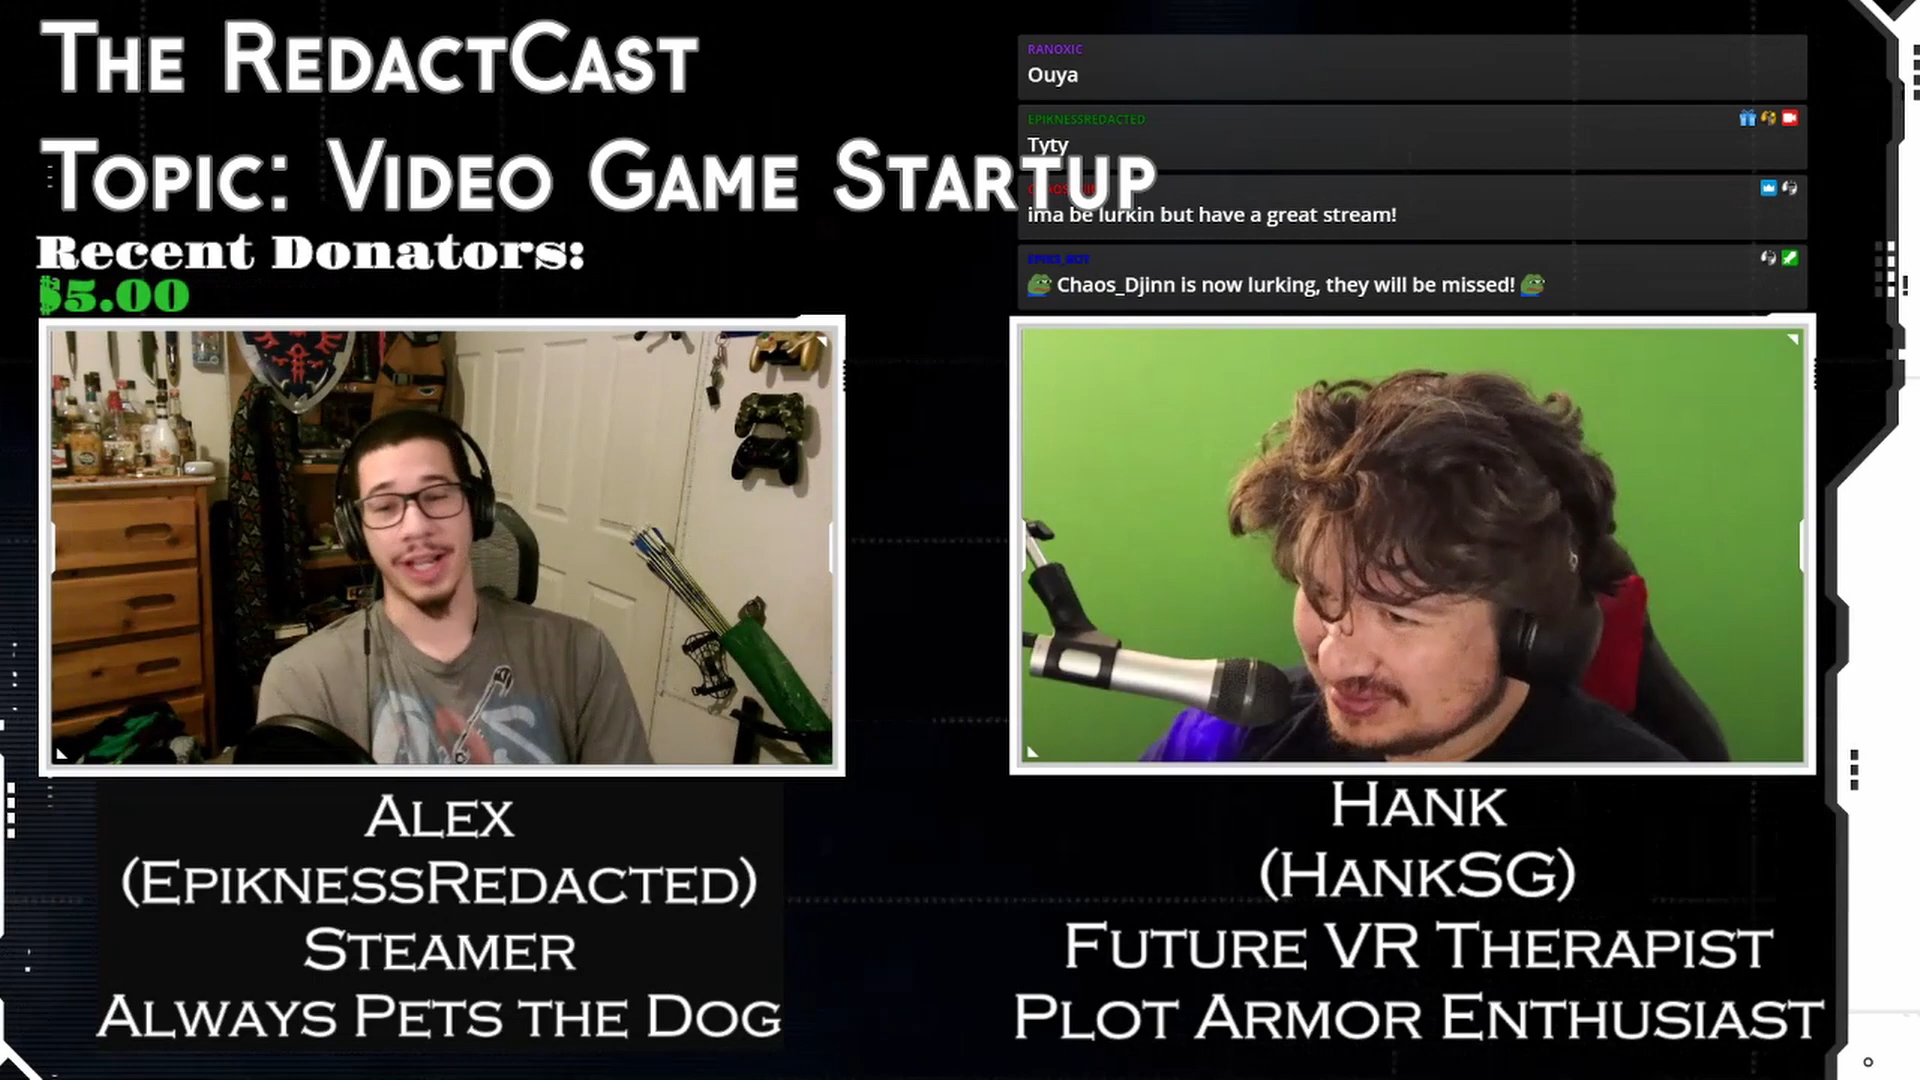 The RedactCast
Topic: Video Game Startup
Recent Donators:
$5.00
RANOXIC
Ouya
EPIKNESSREDACTED
Tyty
ima be lurkin but have a great stream!
EPIKS_BOT
Chaos_Djinn is now lurking, they will be missed!
Alex
(EpiknessRedacted)
Steamer
Always Pets the Dog
Hank
(HankSG)
Future VR Therapist
Plot Armor Enthusiast